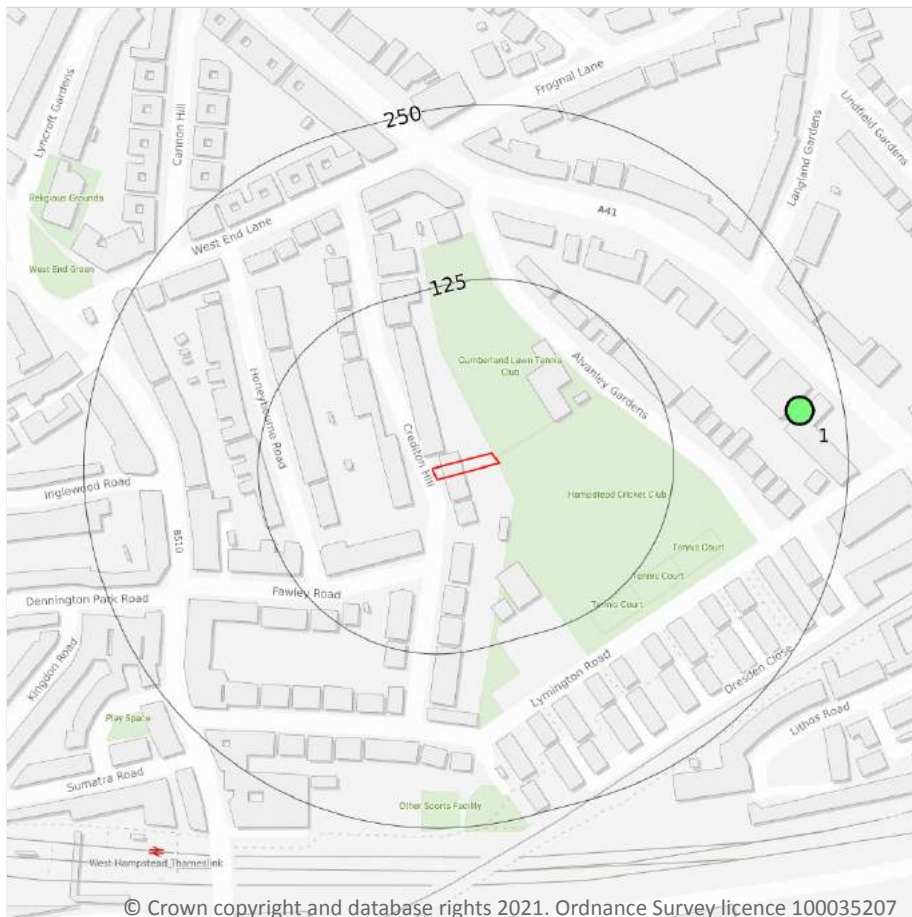 Frognal Lane
Lyncroft Gardens
Cannon Hill
250
Lindfield Gardens
Langland Gardens
Religious Grounds
A41
West End Lane
West End Green
125
Cumberland Lawn Tennis
Club
Alvanley Gardens
Honeybourne Road
1
Crediton Hill
Inglewood Road
Hampstead Cricket Club
B510
Tennis Court
Tennis Court
Tennis Court
Fawley Road
Dennington Park Road
Kingdon Road
Lymington Road
Dresden Close
Play Space
Lithos Road
Sumatra Road
Other Sports Facility
West Hampstead Thameslink
© Crown copyright and database rights 2021. Ordnance Survey licence 100035207